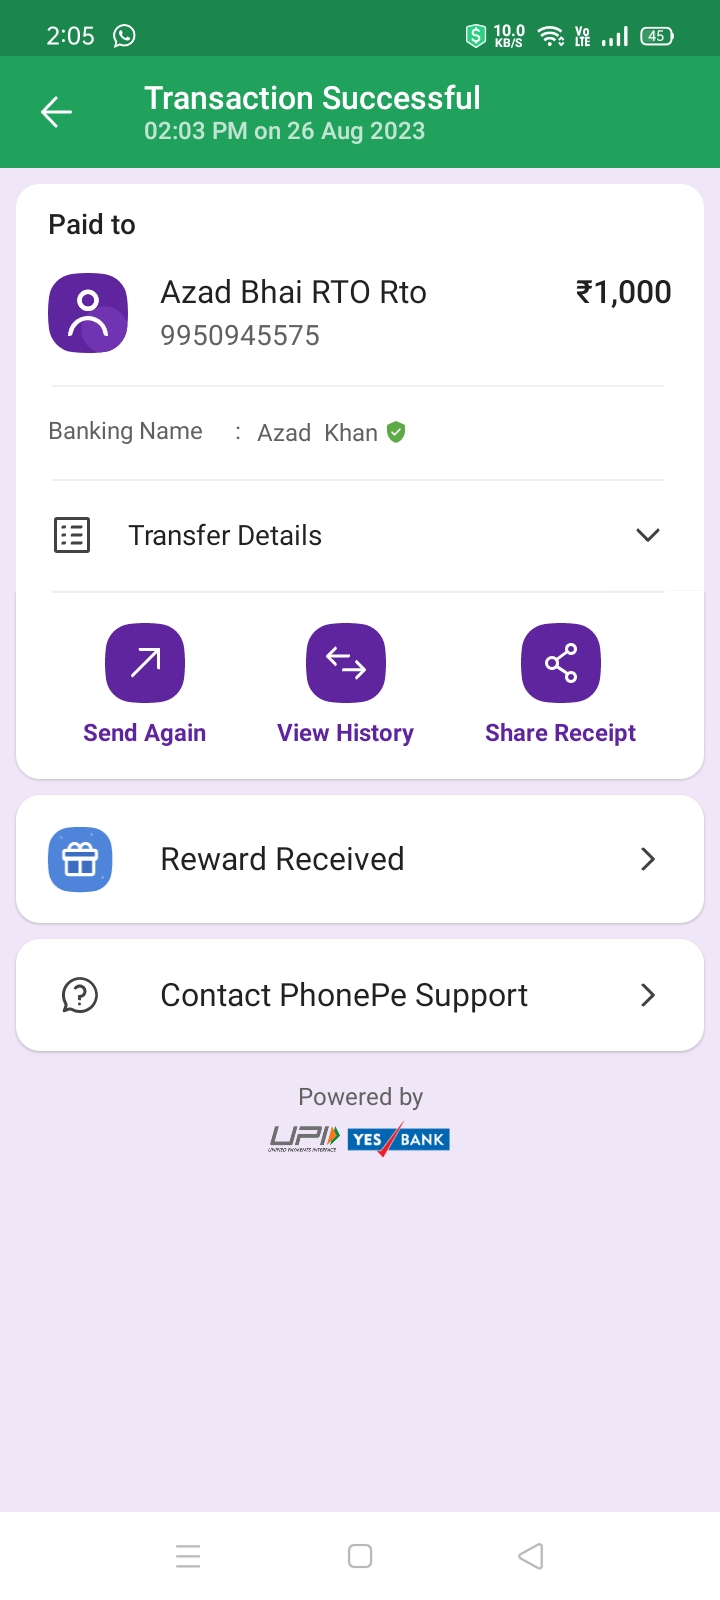 2:05
10.0
KB/S
Vo
LTE
45
Transaction Successful
02:03 PM on 26 Aug 2023
Paid to
Azad Bhai RTO Rto
₹1,000
9950945575
Banking Name : Azad Khan
Transfer Details
Send Again
View History
Share Receipt
Reward Received
Contact PhonePe Support
Powered by
UPI
UNIFIED PAYMENTS INTERFACE
YES BANK